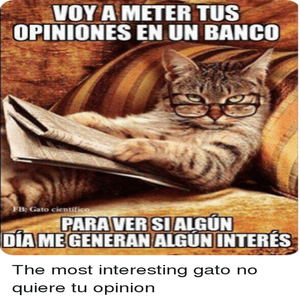 VOY A METER TUS
OPINIONES EN UN BANCO
FB: Gato científico
PARA VER SI ALGÚN
DÍA ME GENERAN ALGÚN INTERÉS
The most interesting gato no
quiere tu opinion